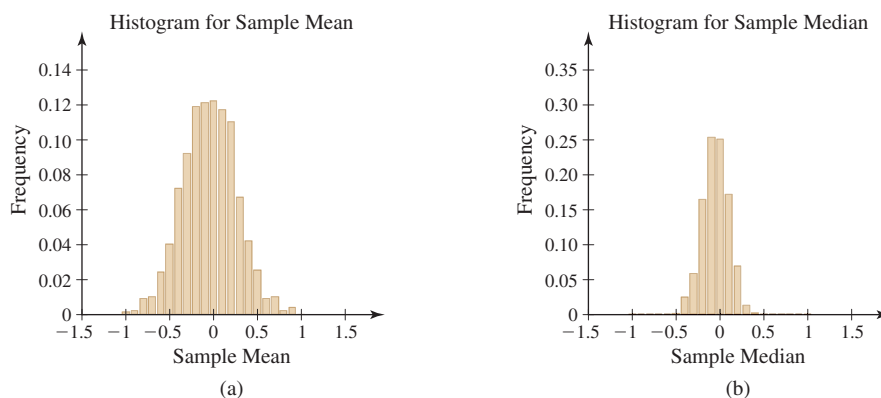 Histogram for Sample Mean
0.14
0.12
0.10
0.08
0.06
0.04
0.02
0
Frequency
−1.5 −1 −0.5 0 0.5 1 1.5
Sample Mean
(a)
Histogram for Sample Median
0.35
0.30
0.25
0.20
0.15
0.10
0.05
0
Frequency
−1.5 −1 −0.5 0 0.5 1 1.5
Sample Median
(b)